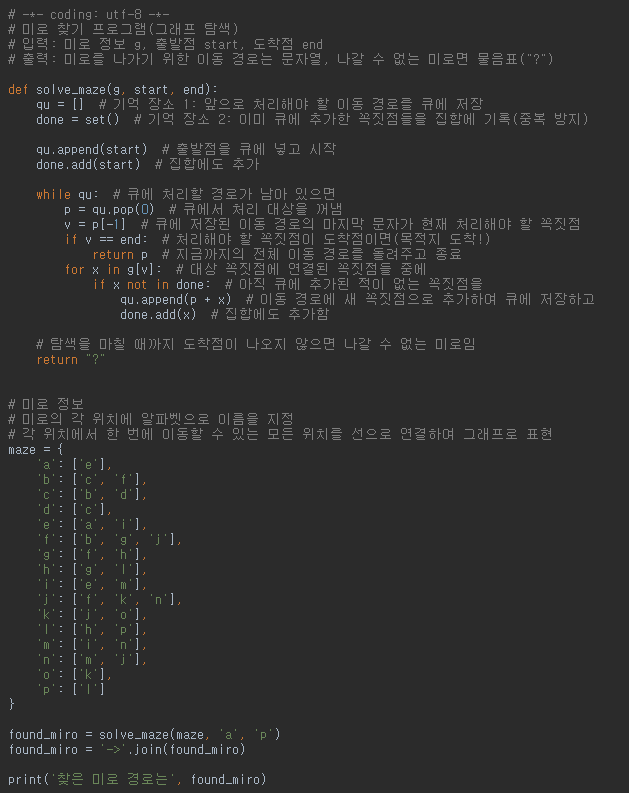 # -*- coding: utf-8 -*-
# 미로 찾기 프로그램(그래프 탐색)
# 입력: 미로 정보 g, 출발점 start, 도착점 end
# 출력: 미로를 나가기 위한 이동 경로는 문자열, 나갈 수 없는 미로면 물음표("?")

def solve_maze(g, start, end):
    qu = []  # 기억 장소 1: 앞으로 처리해야 할 이동 경로를 큐에 저장
    done = set()  # 기억 장소 2: 이미 큐에 추가한 꼭짓점들을 집합에 기록(중복 방지)

    qu.append(start)  # 출발점을 큐에 넣고 시작
    done.add(start)  # 집합에도 추가

    while qu:  # 큐에 처리할 경로가 남아 있으면
        p = qu.pop(0)  # 큐에서 처리 대상을 꺼냄
        v = p[-1]  # 큐에 저장된 이동 경로의 마지막 문자가 현재 처리해야 할 꼭짓점
        if v == end:  # 처리해야 할 꼭짓점이 도착점이면(목적지 도착!)
            return p  # 지금까지의 전체 이동 경로를 돌려주고 종료
        for x in g[v]:  # 대상 꼭짓점에 연결된 꼭짓점들 중에
            if x not in done:  # 아직 큐에 추가된 적이 없는 꼭짓점을
                qu.append(p + x)  # 이동 경로에 새 꼭짓점으로 추가하여 큐에 저장하고
                done.add(x)  # 집합에도 추가함

    # 탐색을 마칠 때까지 도착점이 나오지 않으면 나갈 수 없는 미로임
    return "?"


# 미로 정보
# 미로의 각 위치에 알파벳으로 이름을 지정
# 각 위치에서 한 번에 이동할 수 있는 모든 위치를 선으로 연결하여 그래프로 표현
maze = {
    'a': ['e'],
    'b': ['c', 'f'],
    'c': ['b', 'd'],
    'd': ['c'],
    'e': ['a', 'i'],
    'f': ['b', 'g', 'j'],
    'g': ['f', 'h'],
    'h': ['g', 'l'],
    'i': ['e', 'm'],
    'j': ['f', 'k', 'n'],
    'k': ['j', 'o'],
    'l': ['h', 'p'],
    'm': ['i', 'n'],
    'n': ['m', 'j'],
    'o': ['k'],
    'p': ['l']
}

found_miro = solve_maze(maze, 'a', 'p')
found_miro = '->'.join(found_miro)

print('찾은 미로 경로는', found_miro)